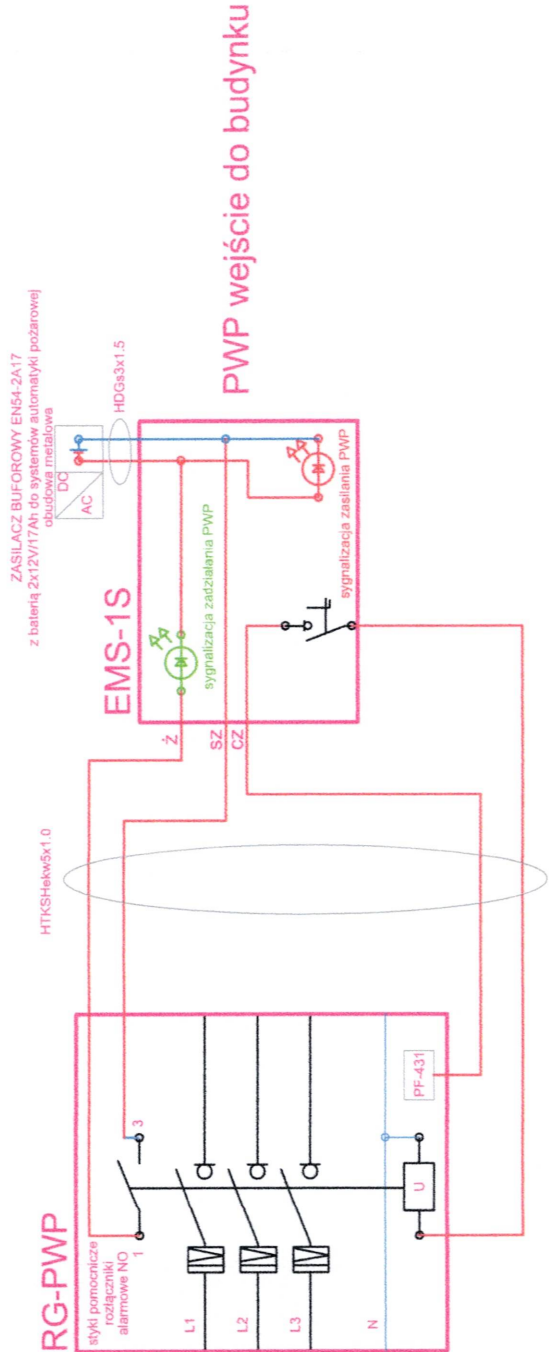 RG-PWP
styki pomocnicze
rozłączniki
alarmowe NO
1
3
L1
L2
L3
N
U
PF-431
HTKSHekw5x1.0
EMS-1S
Ż
SZ
CZ
sygnalizacja zadziałania PWP
sygnalizacja zasilania PWP
ZASILACZ BUFOROWY EN54-2A17
z baterią 2x12V/17Ah do systemów automatyki pożarowej
obudowa metalowa
DC
AC
HDGs3x1.5
PWP wejście do budynku